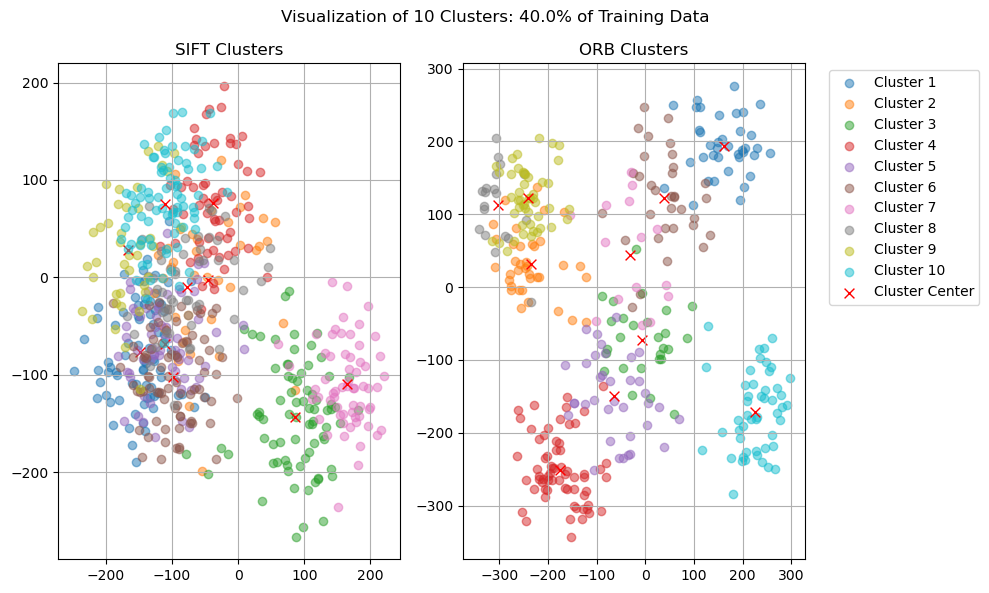 Visualization of 10 Clusters: 40.0% of Training Data
SIFT Clusters
200
100
0
−100
−200
−200
−100
0
100
200
ORB Clusters
300
200
100
0
−100
−200
−300
−300
−200
−100
0
100
200
300
Cluster 1
Cluster 2
Cluster 3
Cluster 4
Cluster 5
Cluster 6
Cluster 7
Cluster 8
Cluster 9
Cluster 10
Cluster Center